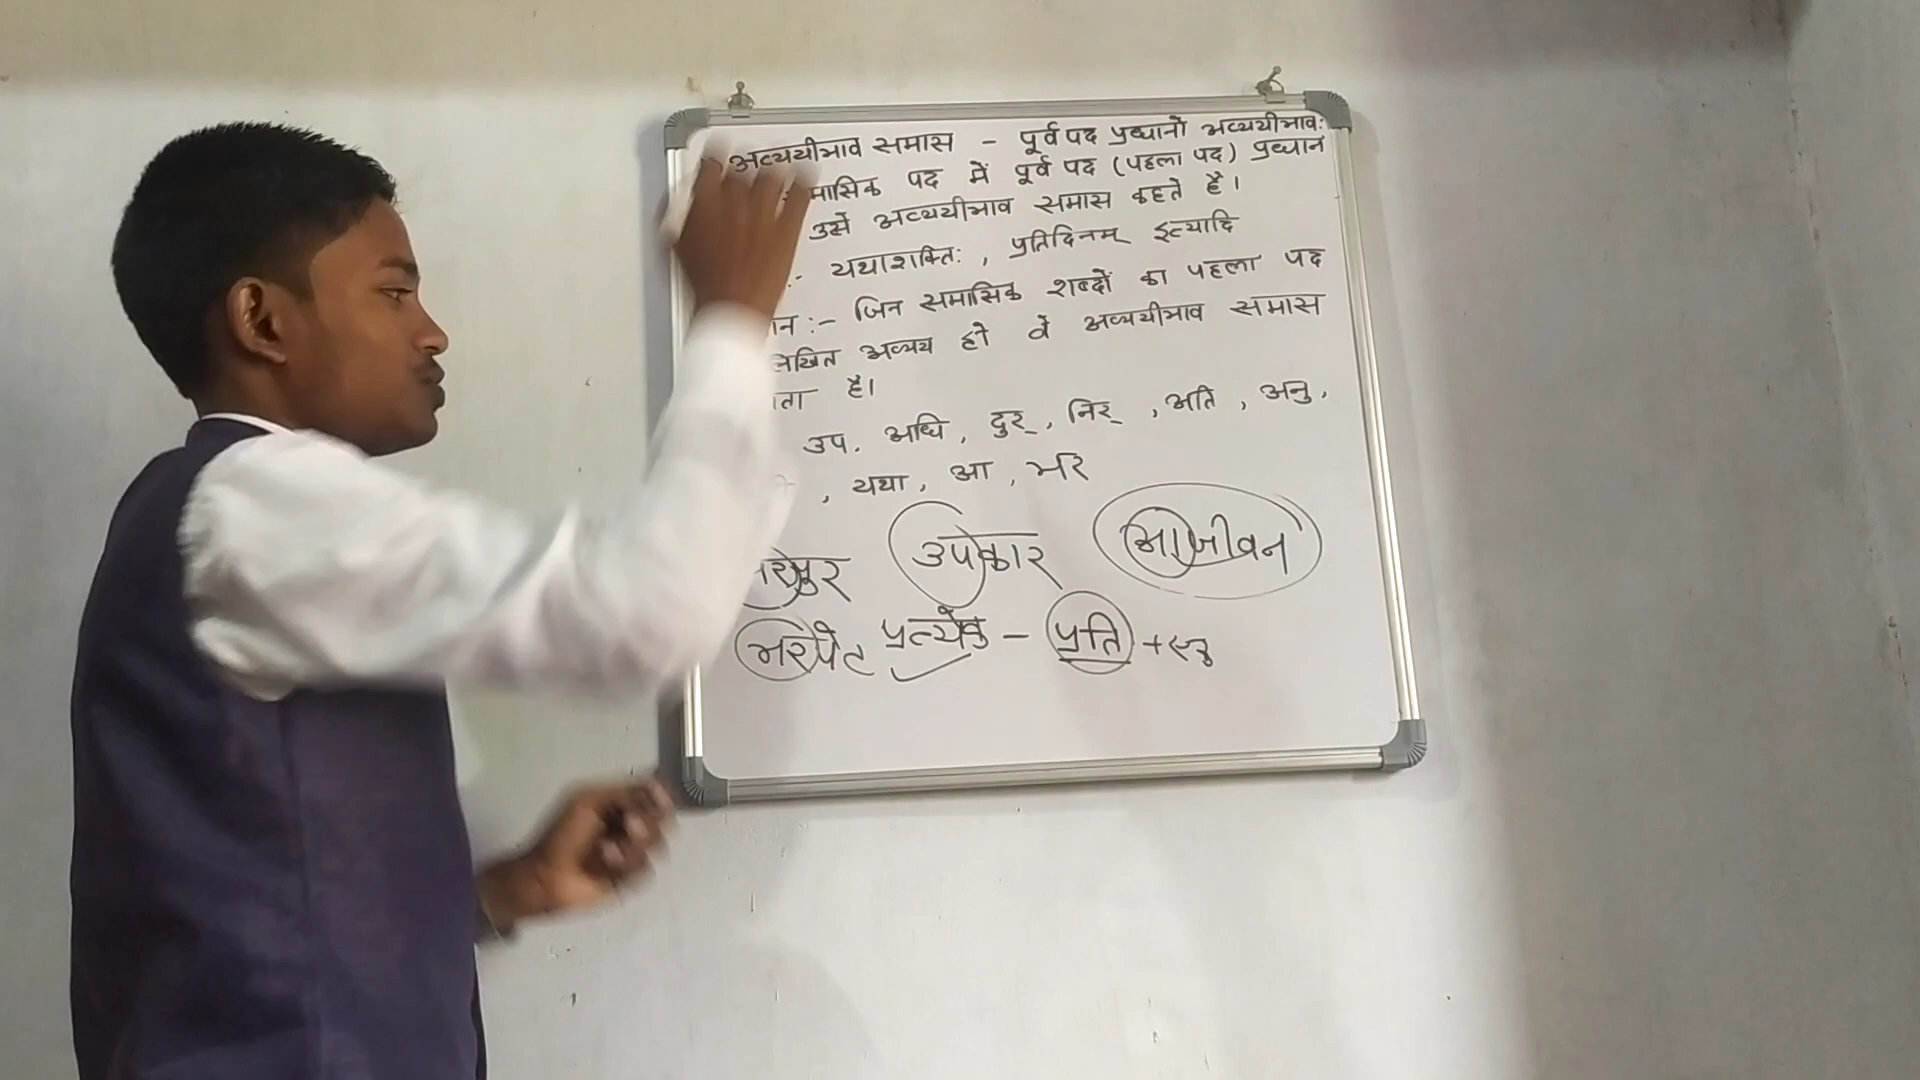 अव्ययीभाव समास - पूर्व पद प्रधानो अव्ययीभावः
मासिक पद में पूर्व पद (पहला पद) प्रधान
उसे अव्ययीभाव समास कहते है।
:- यथाशक्तिः, प्रतिदिनम् इत्यादि
न :- जिन समासिक शब्दों का पहला पद
लिखित अव्यय हो वे अव्ययीभाव समास
ता है।
उप. अधि, दुर्, निर्, अति, अनु,
, यथा, आ, भर
रपुर उपकार आजीवन
भरपेट प्रत्येक - प्रति + एक